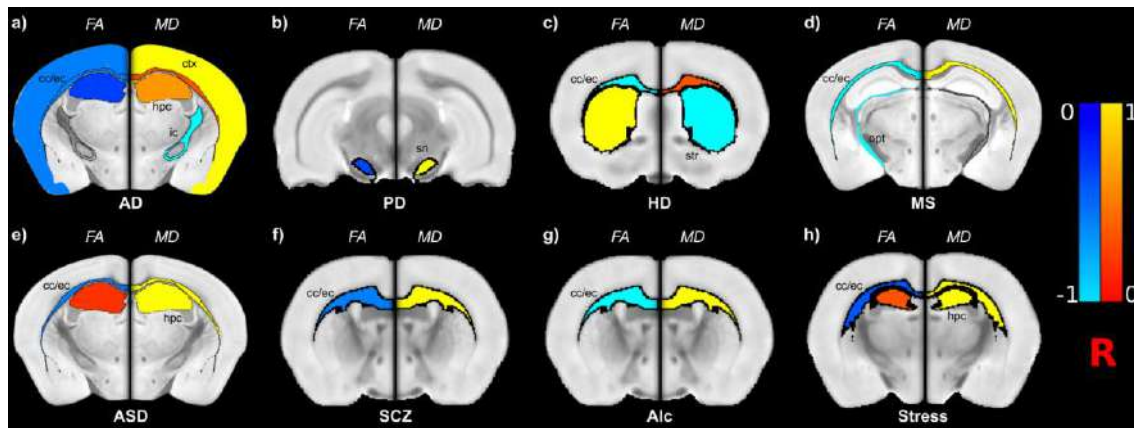 a) FA MD
cc/ec ctx
hpc
ic
AD
b) FA MD
sn
PD
c) FA MD
cc/ec
str
HD
d) FA MD
cc/ec
opt
MS
e) FA MD
cc/ec
hpc
ASD
f) FA MD
cc/ec
SCZ
g) FA MD
cc/ec
Alc
h) FA MD
cc/ec
hpc
Stress
0 1
-1 0
R